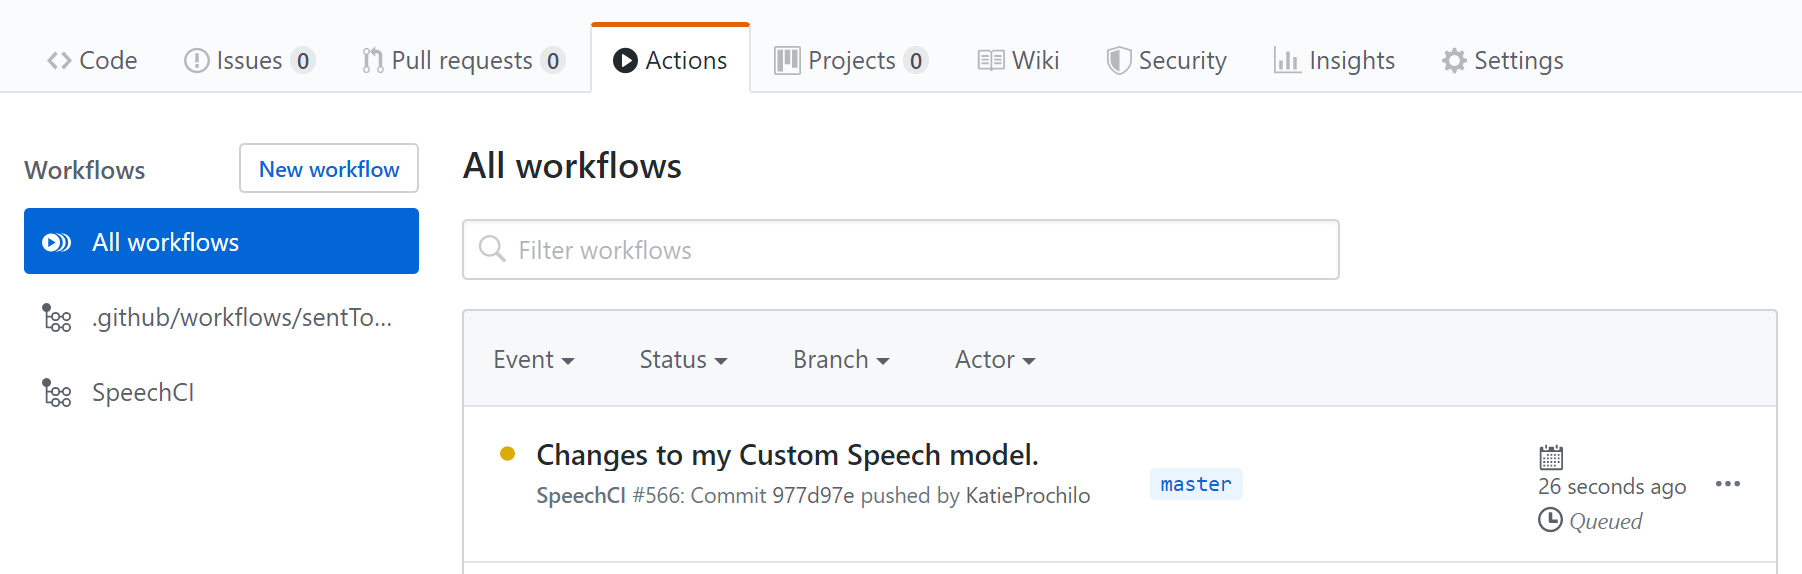 Code Issues 0 Pull requests 0 Actions Projects 0 Wiki Security Insights Settings
Workflows New workflow
All workflows
.github/workflows/sentTo...
SpeechCI
All workflows
Filter workflows
Event Status Branch Actor
Changes to my Custom Speech model.
SpeechCI #566: Commit 977d97e pushed by KatieProchilo
master
26 seconds ago
Queued